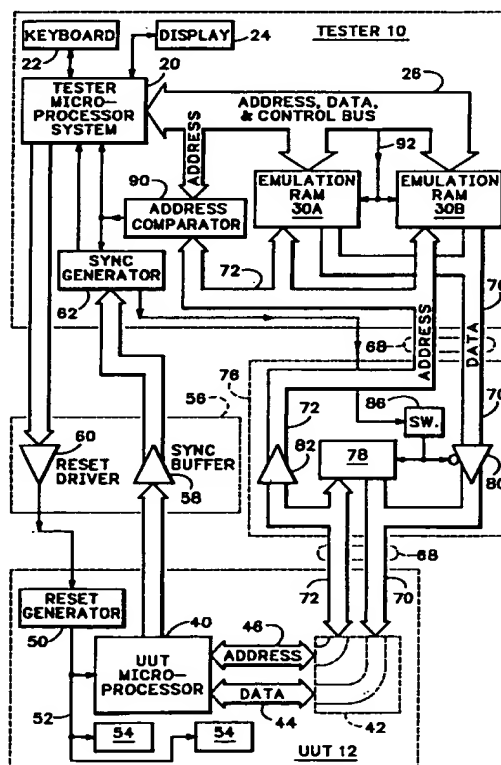 KEYBOARD
22
DISPLAY
24
TESTER 10
20
TESTER
MICRO-
PROCESSOR
SYSTEM
26
ADDRESS, DATA,
& CONTROL BUS
ADDRESS
92
90
ADDRESS
COMPARATOR
EMULATION
RAM
30A
EMULATION
RAM
30B
SYNC
GENERATOR
62
72
70
ADDRESS
DATA
68
76
56
86
SW.
70
72
60
RESET
DRIVER
SYNC
BUFFER
58
82
78
80
68
72
70
RESET
GENERATOR
50
40
UUT
MICRO-
PROCESSOR
46
ADDRESS
DATA
44
42
52
54
54
UUT 12